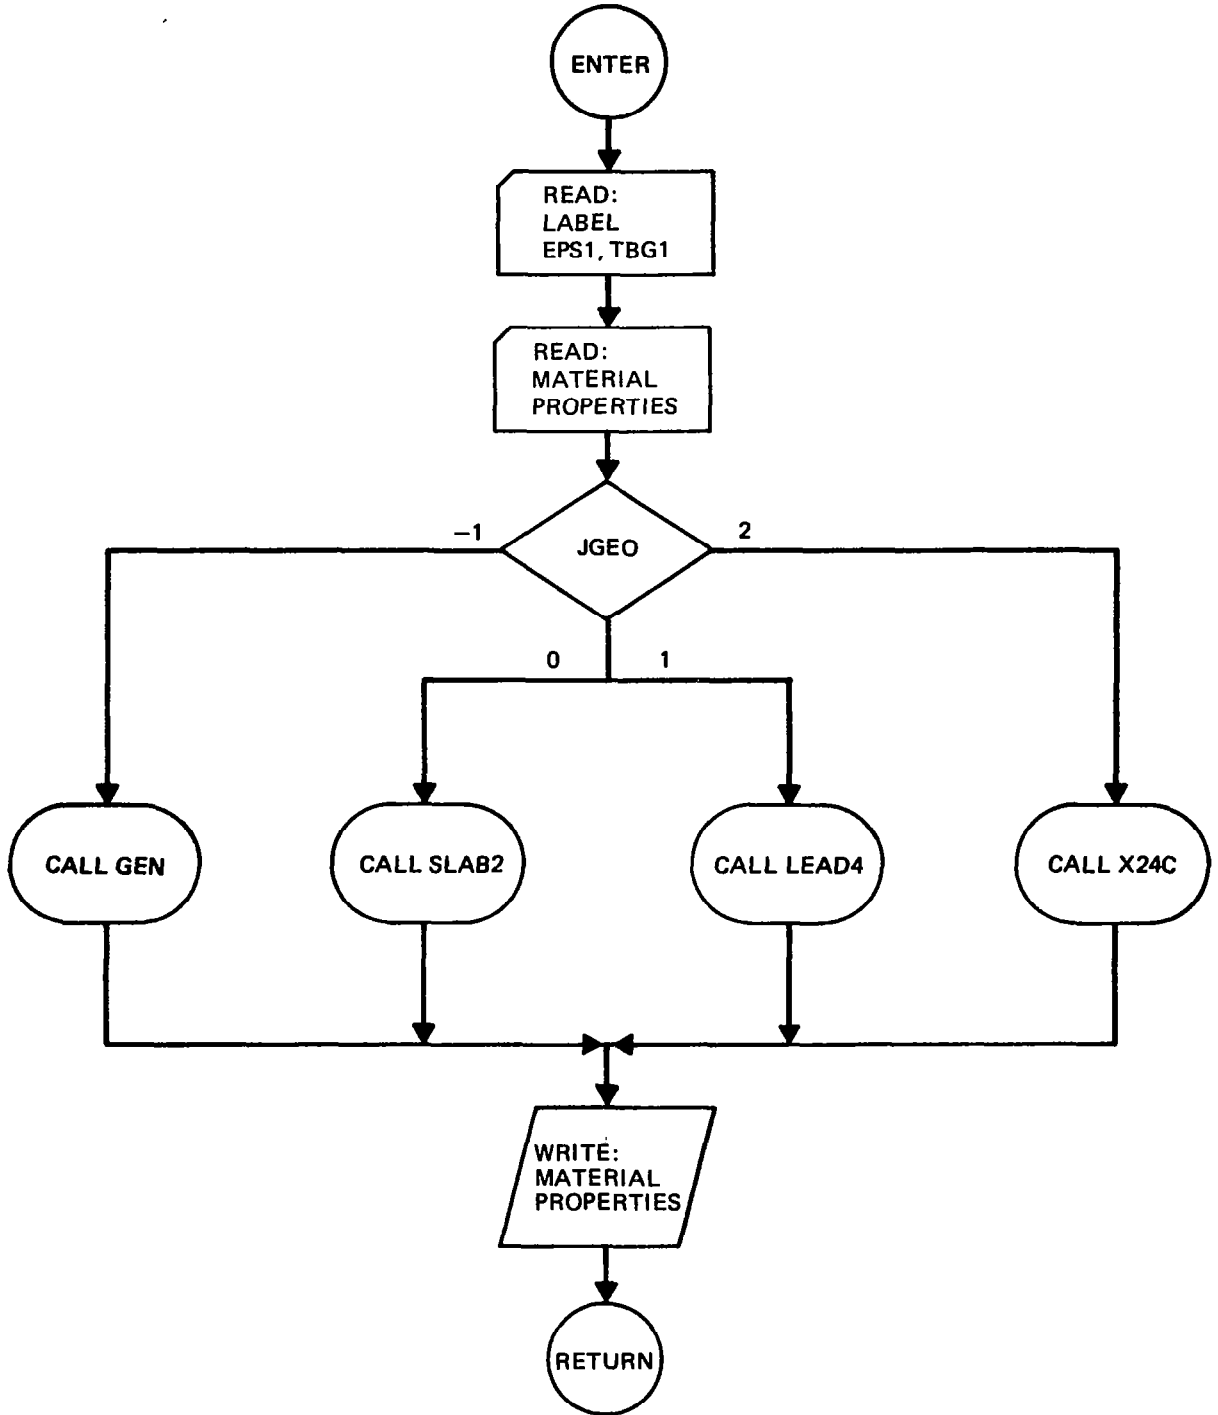 ENTER
READ:
LABEL
EPS1, TBG1
READ:
MATERIAL
PROPERTIES
−1
JGEO
2
0
1
CALL GEN
CALL SLAB2
CALL LEAD4
CALL X24C
WRITE:
MATERIAL
PROPERTIES
RETURN